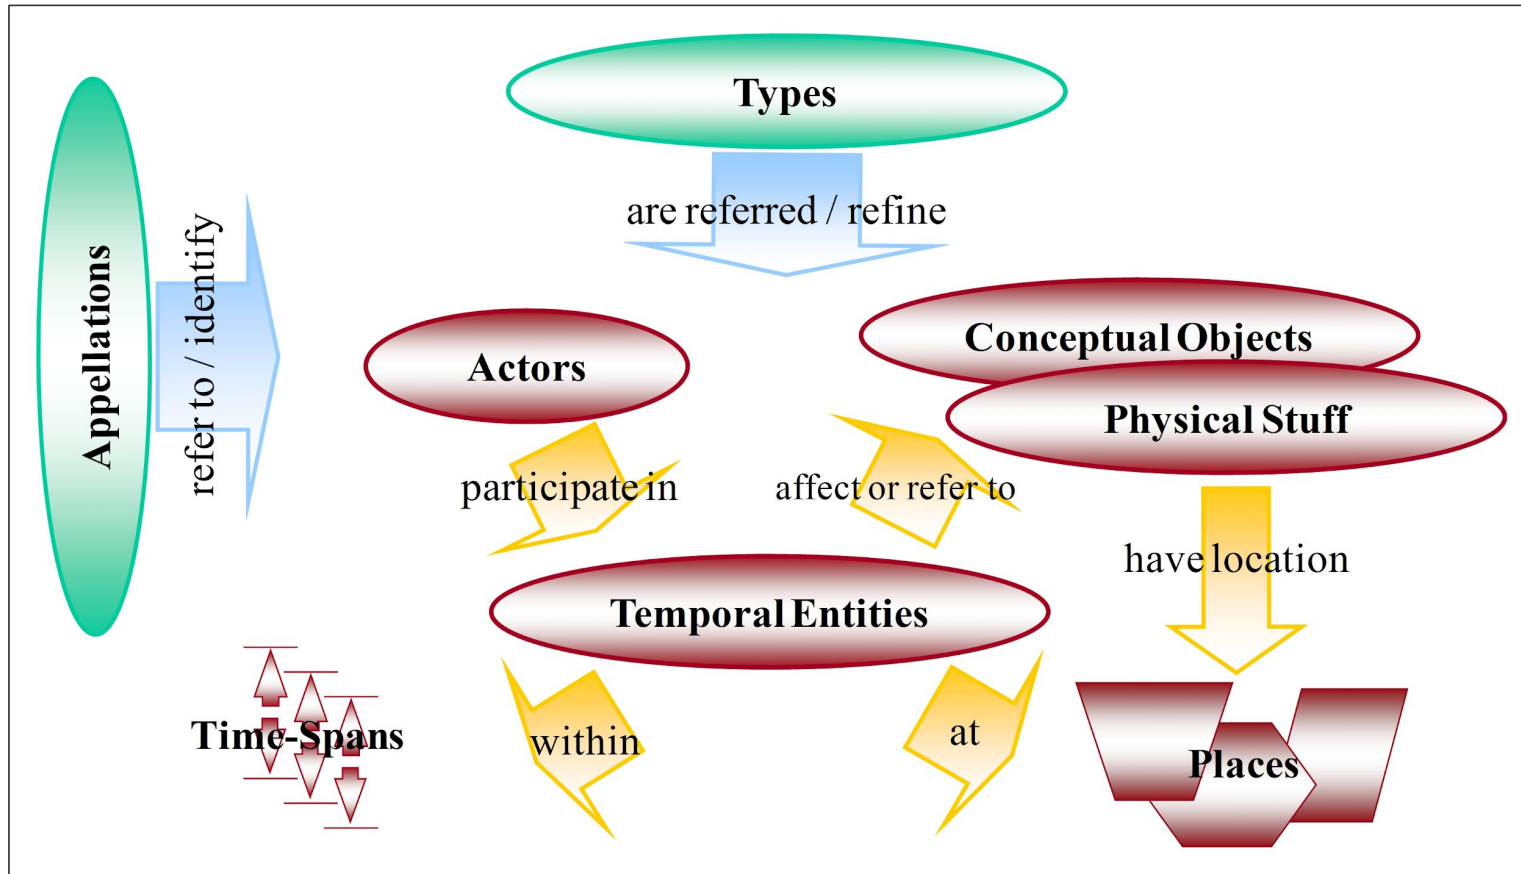 Types
are referred / refine
Appellations
refer to / identify
Conceptual Objects
Actors
Physical Stuff
participate in
affect or refer to
have location
Temporal Entities
Time-Spans
within
at
Places